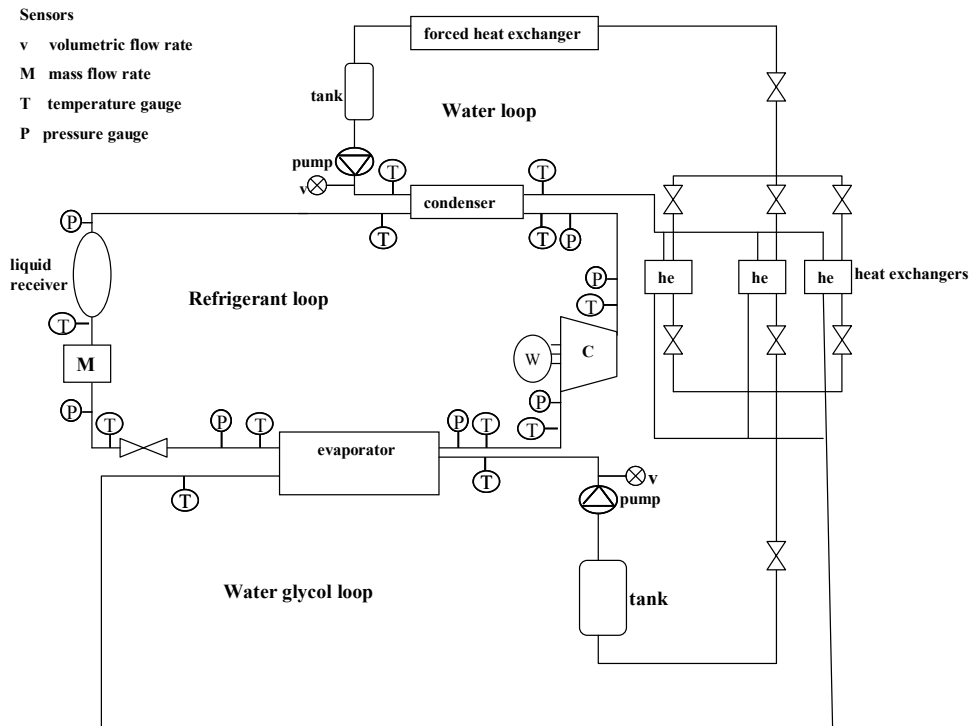 Sensors
v volumetric flow rate
M mass flow rate
T temperature gauge
P pressure gauge
forced heat exchanger
tank
Water loop
pump
v
T
T
condenser
P
T
T
P
liquid
receiver
he
he
he
heat exchangers
P
T
Refrigerant loop
T
M
W
C
P
P
T
P
T
P
T
T
evaporator
T
T
v
pump
Water glycol loop
tank